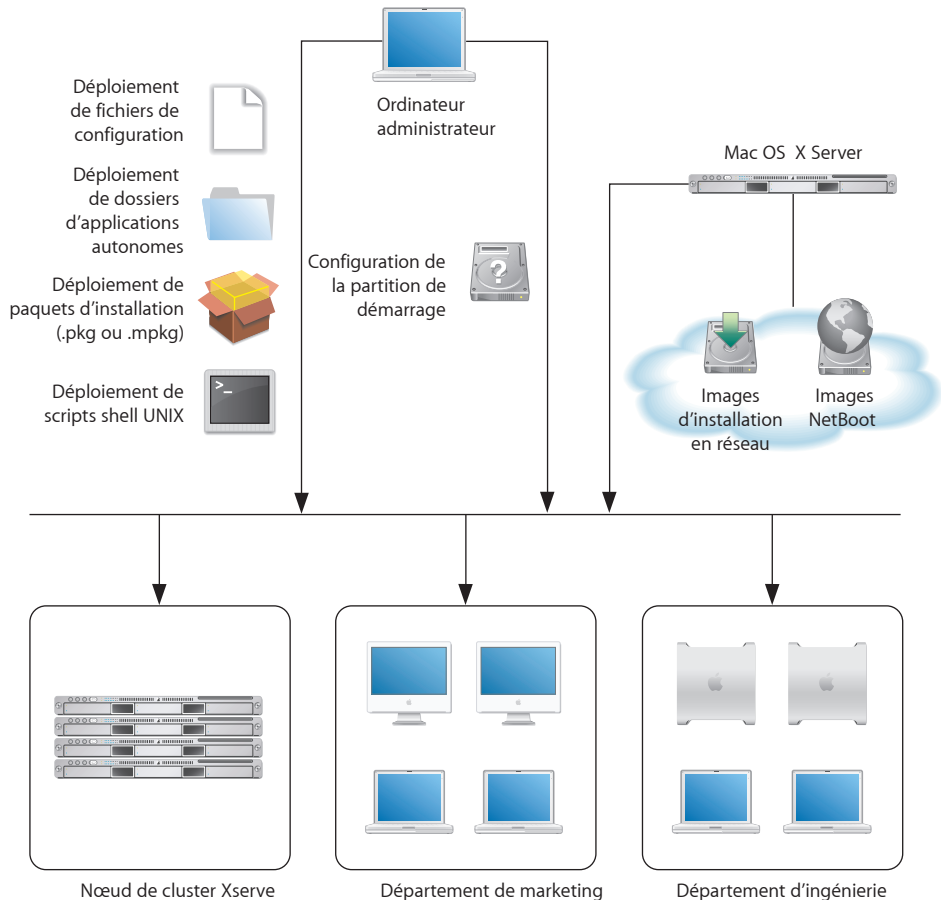 Ordinateur
administrateur
Déploiement
de fichiers de
configuration
Déploiement
de dossiers
d'applications
autonomes
Déploiement de
paquets d'installation
(.pkg ou .mpkg)
Déploiement de
scripts shell UNIX
Configuration de
la partition de
démarrage
?
>_
Mac OS X Server
Images
d'installation
en réseau
Images
NetBoot
Nœud de cluster Xserve
Département de marketing
Département d'ingénierie